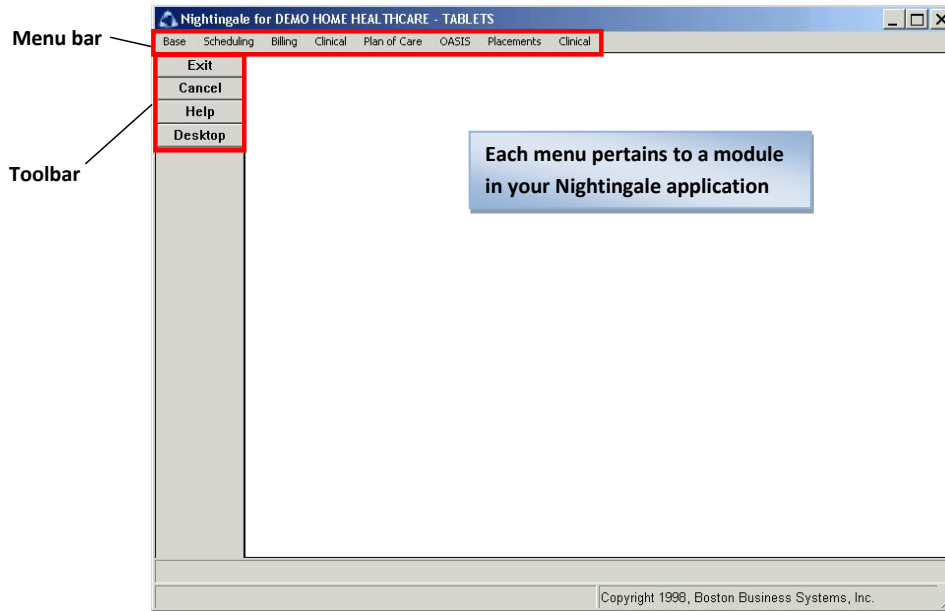 Nightingale for DEMO HOME HEALTHCARE - TABLETS
Menu bar
Base Scheduling Billing Clinical Plan of Care OASIS Placements Clinical
Exit
Cancel
Help
Desktop
Toolbar
Each menu pertains to a module
in your Nightingale application
Copyright 1998, Boston Business Systems, Inc.